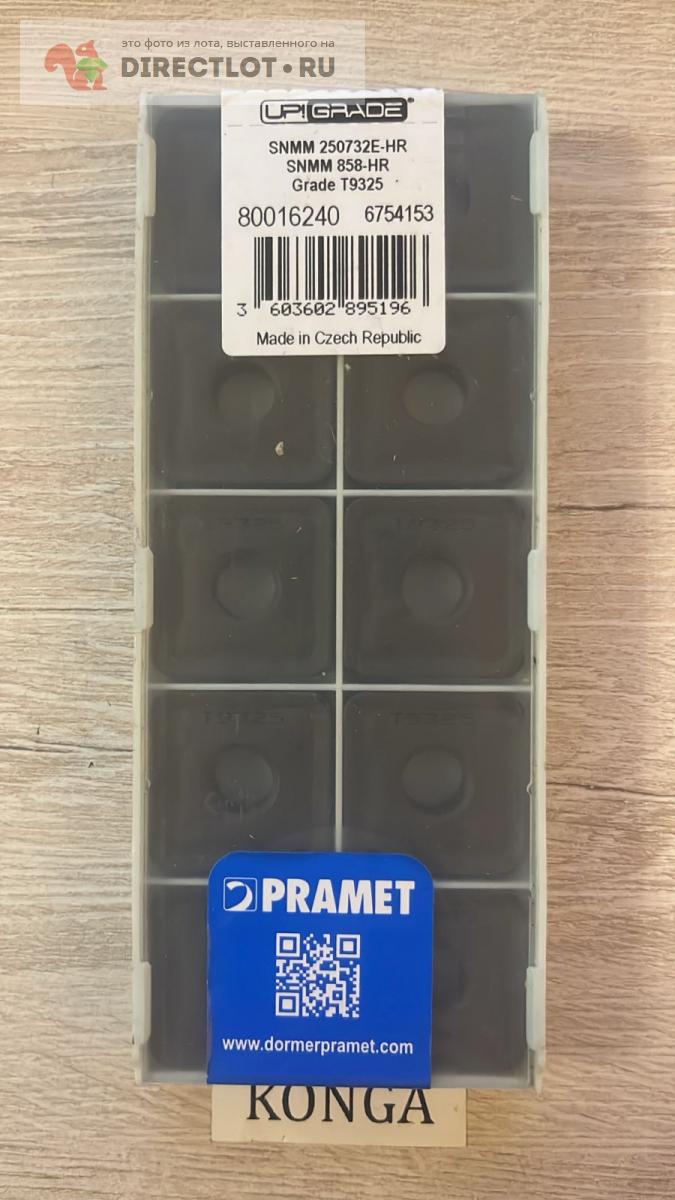 это фото из лота, выставленного на
DIRECTLOT•RU
UP!GRADE®
SNMM 250732E-HR
SNMM 858-HR
Grade T9325
80016240 6754153
3 603602 895196
Made in Czech Republic
T9325
T9325 T9325
PRAMET
www.dormerpramet.com
KONGA